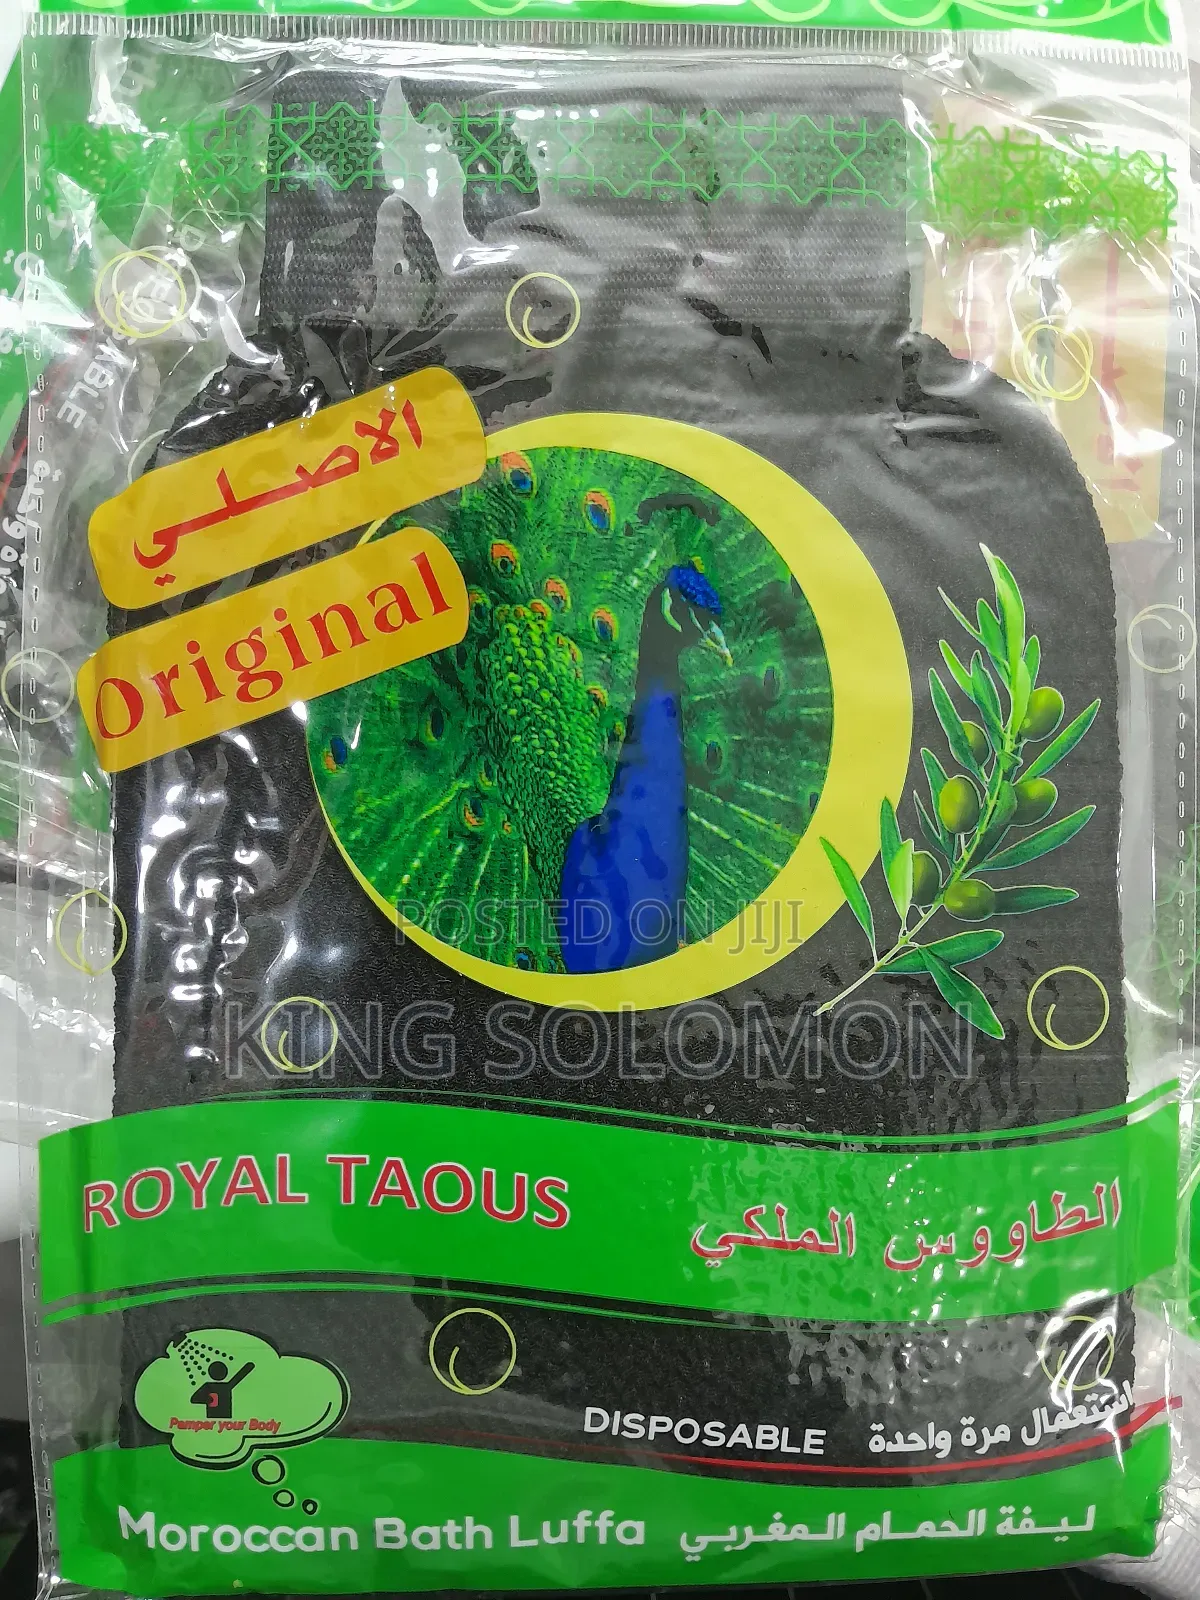 الاصلي
Original
POSTED ON JIJI
KING SOLOMON
ROYAL TAOUS الطاووس الملكي
Pamper your Body
DISPOSABLE استعمال مرة واحدة
Moroccan Bath Luffa ليفة الحمام المغربي